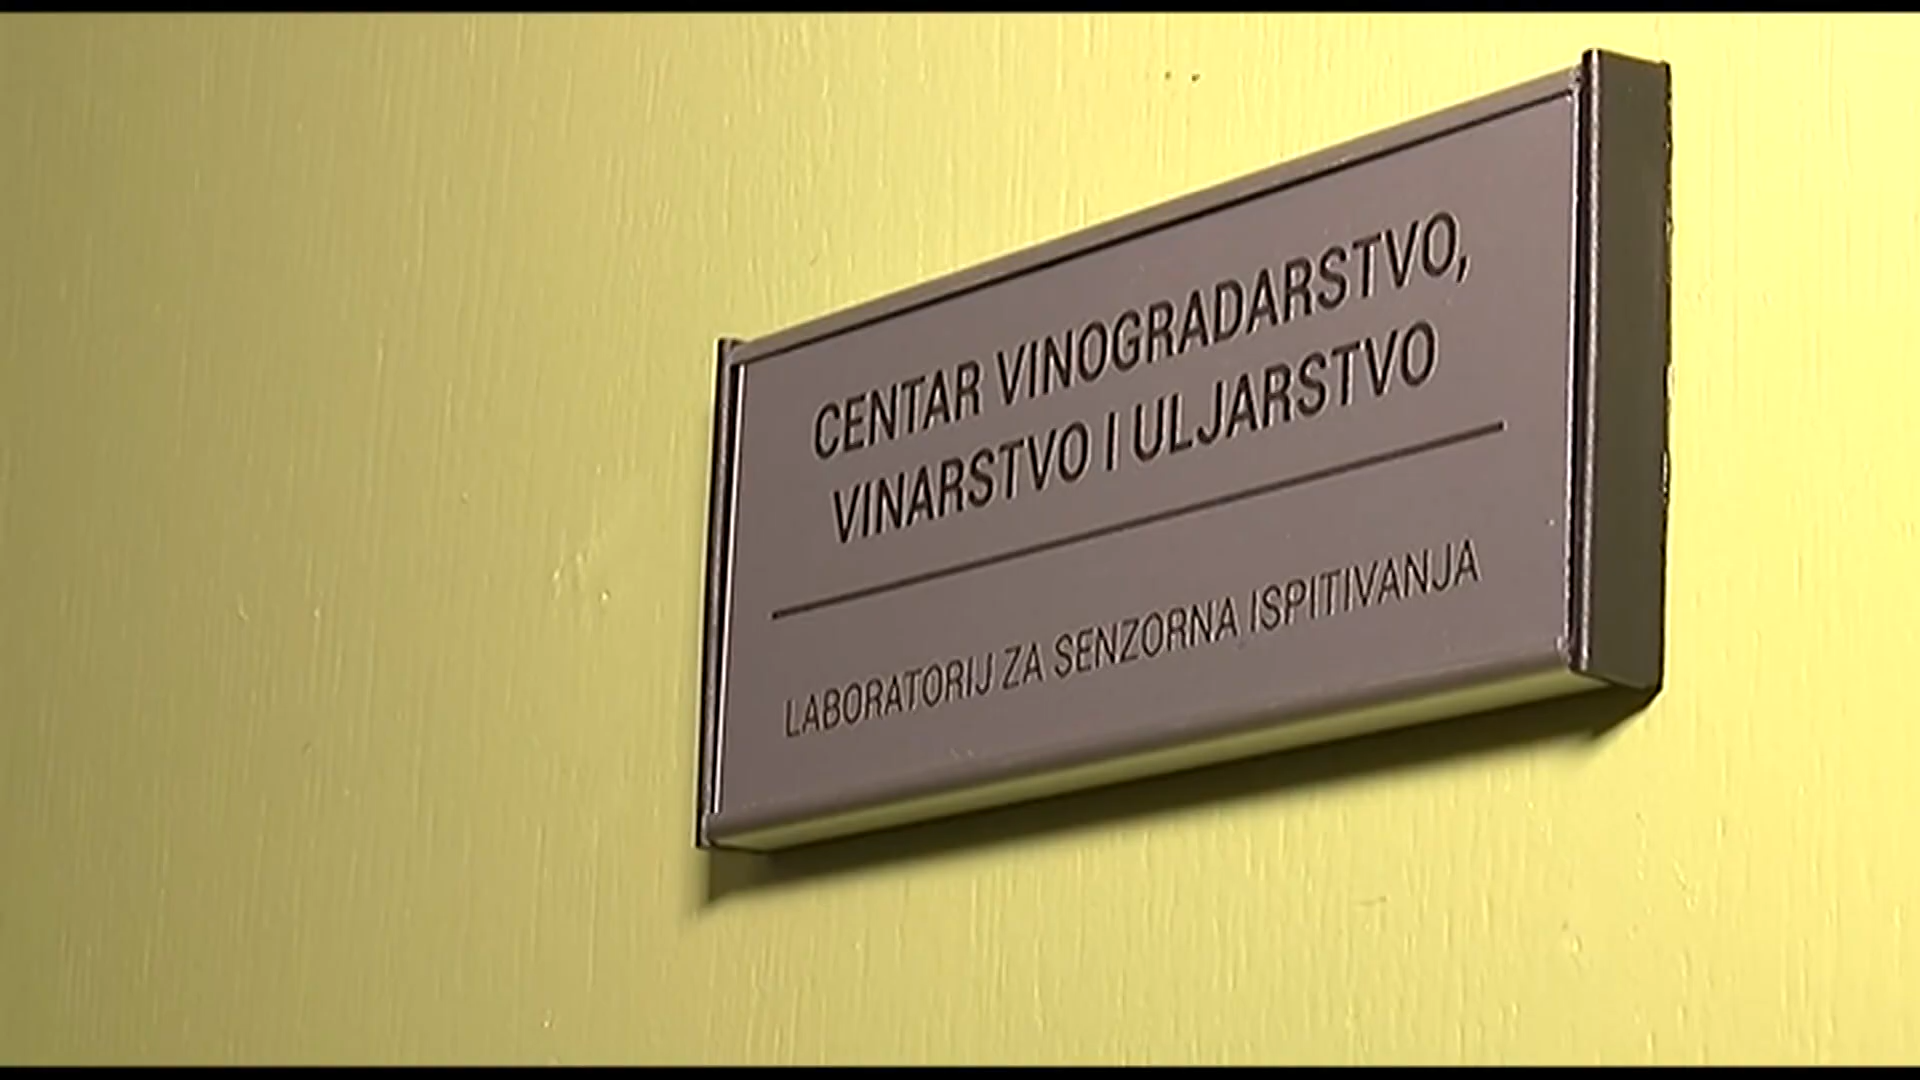 CENTAR VINOGRADARSTVO,
VINARSTVO I ULJARSTVO
LABORATORIJ ZA SENZORNA ISPITIVANJA